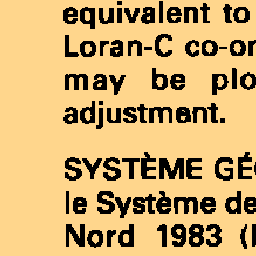 equivalent to
Loran-C co-or
may be plo
adjustment.
SYSTÈME GÉ
le Système de
Nord 1983 (